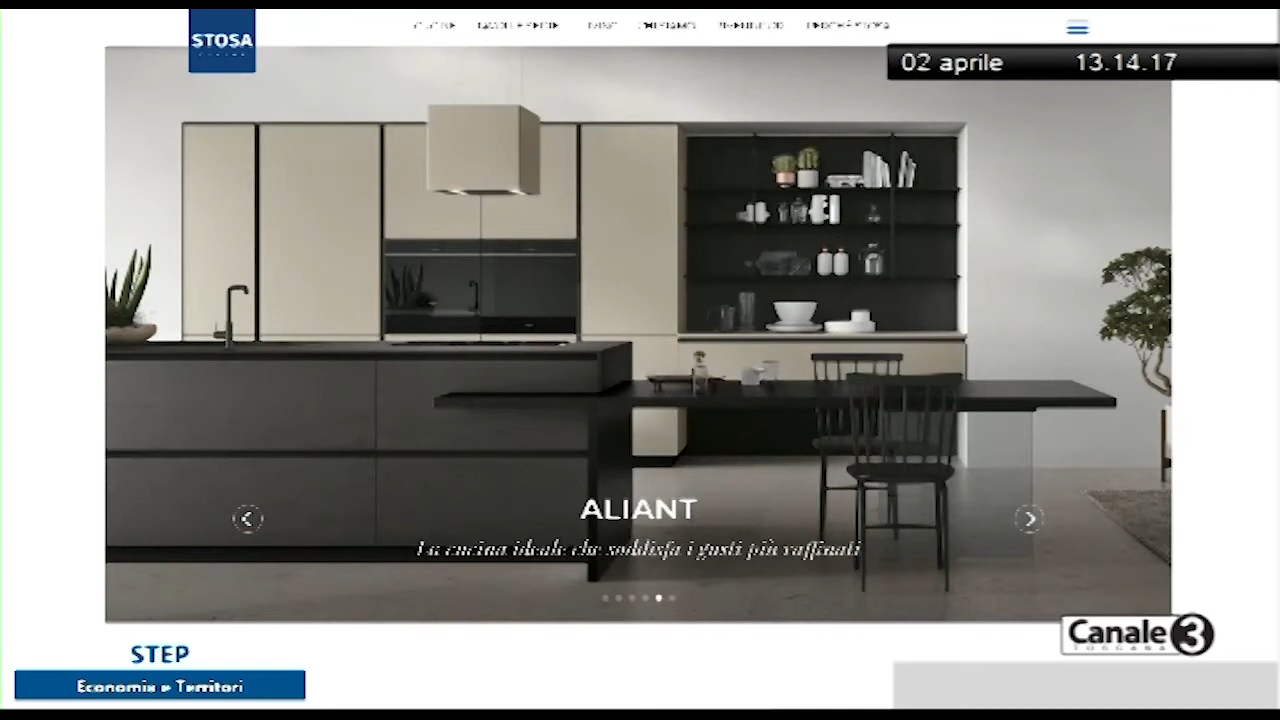 STOSA
02 aprile 13.14.17
ALIANT
La cucina ideale che soddisfa i gusti più raffinati
STEP
Economia e Territori
Canale 3
TOSCANA